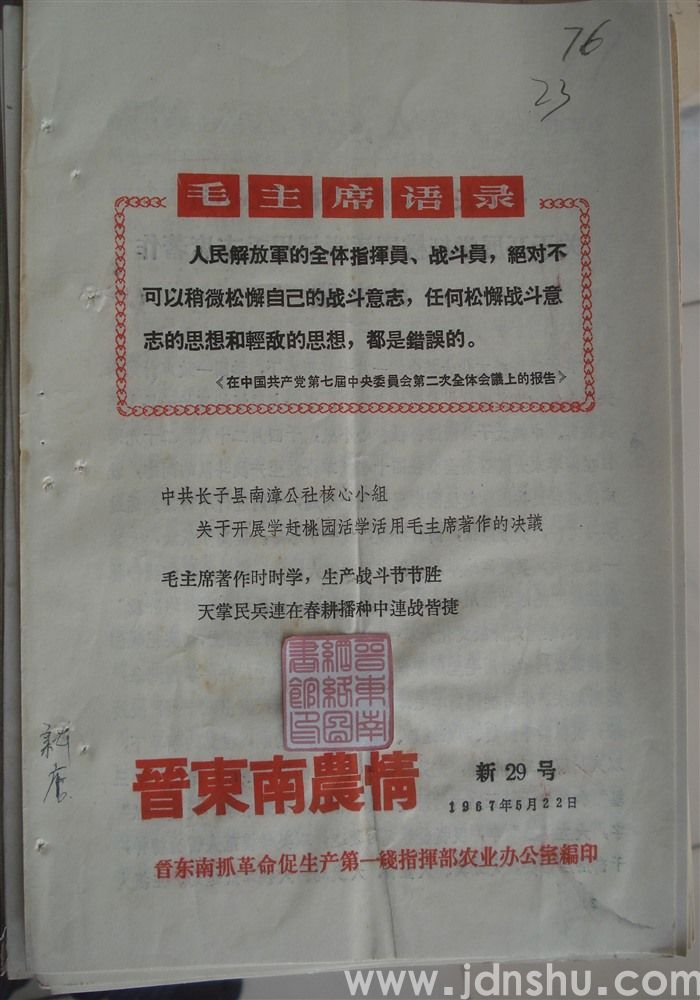 76
23
毛主席语录
人民解放軍的全体指揮員、战斗員，絕对不
可以稍微松懈自己的战斗意志，任何松懈战斗意
志的思想和輕敌的思想，都是錯誤的。
《在中国共产党第七届中央委員会第二次全体会議上的报告》
中共长子县南漳公社核心小組
关于开展学赶桃园活学活用毛主席著作的决議
毛主席著作时时学，生产战斗节节胜
天掌民兵連在春耕播种中連战皆捷
晉東南
網絡圖
書館印
晉東南農情
新29号
1967年5月22日
晉东南抓革命促生产第一綫指揮部农业办公室編印
www.jdnshu.com